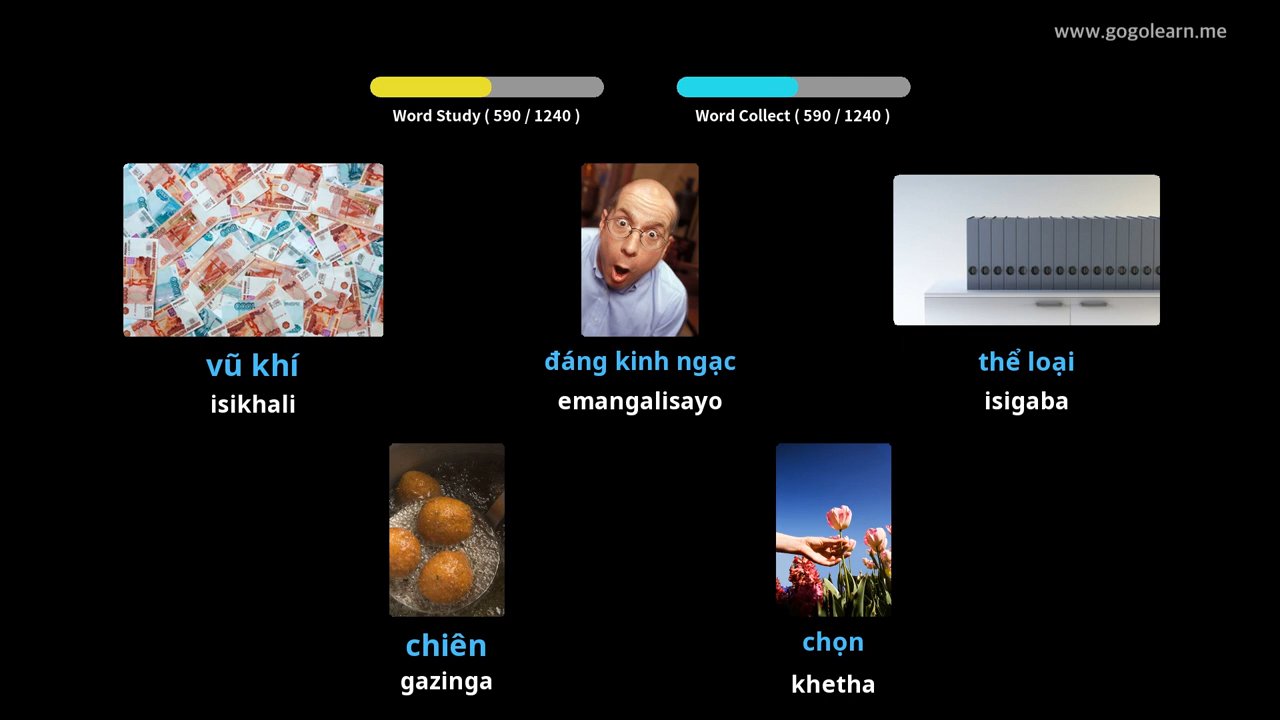 www.gogolearn.me
Word Study ( 590 / 1240 )
Word Collect ( 590 / 1240 )
vũ khí
isikhali
đáng kinh ngạc
emangalisayo
thể loại
isigaba
chiên
gazinga
chọn
khetha